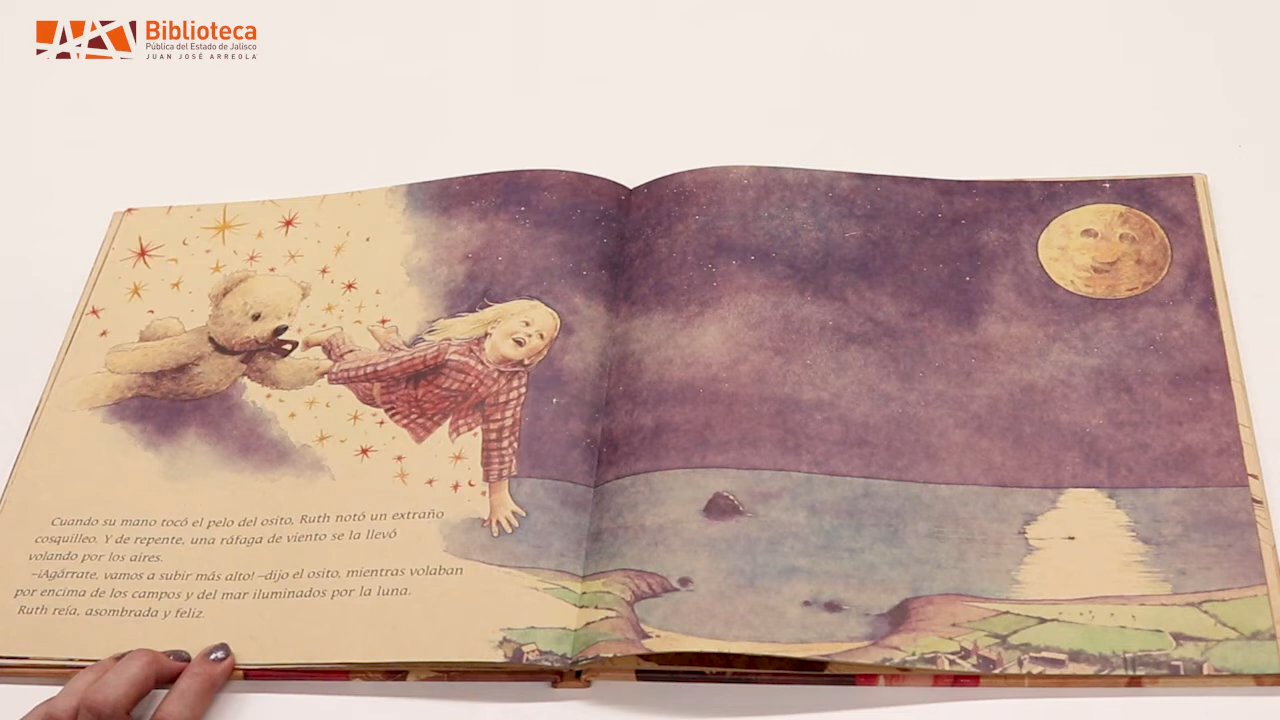 Biblioteca
Pública del Estado de Jalisco
JUAN JOSÉ ARREOLA
Cuando su mano tocó el pelo del osito, Ruth notó un extraño
cosquilleo. Y de repente, una ráfaga de viento se la llevó
volando por los aires.
–¡Agárrate, vamos a subir más alto! –dijo el osito, mientras volaban
por encima de los campos y del mar iluminados por la luna.
Ruth reía, asombrada y feliz.